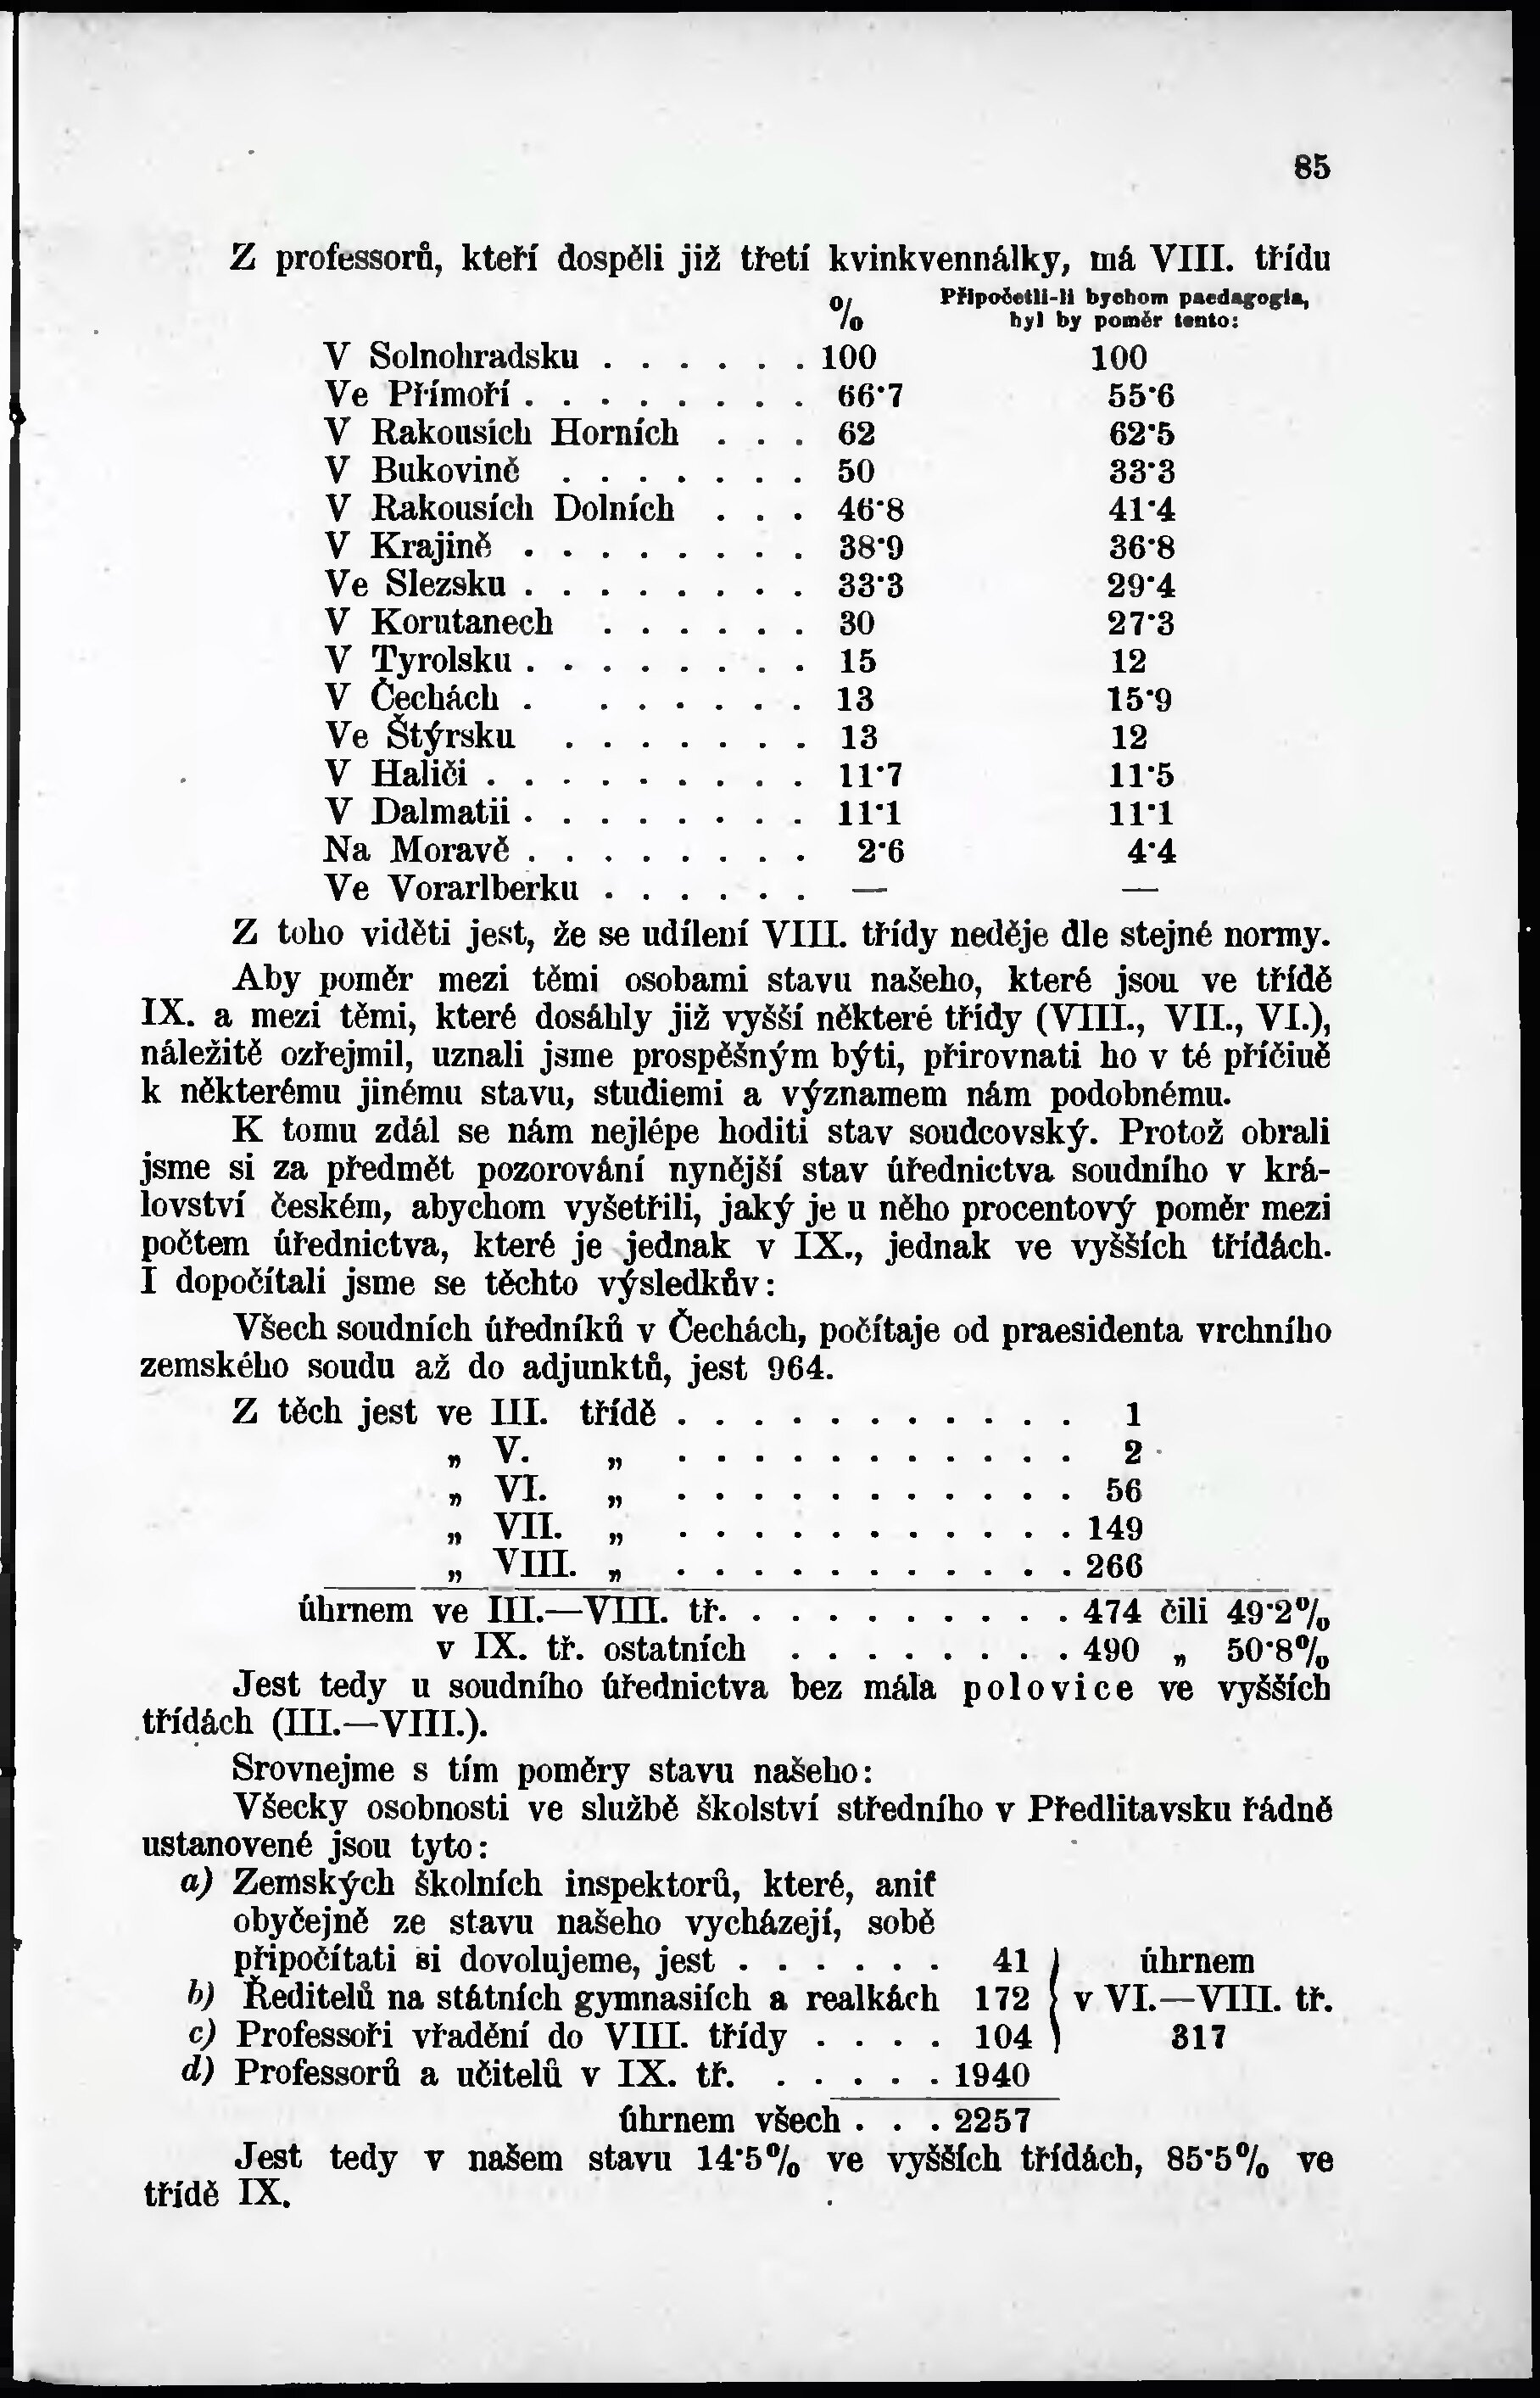 85
Z professorů, kteří dospěli již třetí kvinkvennálky, má VIII. třídu
% Připočetli-li bychom paedagogia,
byl by poměr tento:
V Solnohradsku . . . . . . 100 100
Ve Přímoří . . . . . . . . 66·7 55·6
V Rakousích Horních . . . 62 62·5
V Bukovině . . . . . . . 50 33·3
V Rakousích Dolních . . . 46·8 41·4
V Krajině . . . . . . . . 38·9 36·8
Ve Slezsku . . . . . . . . 33·3 29·4
V Korutanech . . . . . . 30 27·3
V Tyrolsku . . . . . . . . 15 12
V Čechách . . . . . . . 13 15·9
Ve Štýrsku . . . . . . . 13 12
V Haliči . . . . . . . . . 11·7 11·5
V Dalmatii . . . . . . . . 11·1 11·1
Na Moravě . . . . . . . . 2·6 4·4
Ve Vorarlberku . . . . . . — —
Z toho viděti jest, že se udílení VIII. třídy neděje dle stejné normy.
Aby poměr mezi těmi osobami stavu našeho, které jsou ve třídě
IX. a mezi těmi, které dosáhly již vyšší některé třídy (VIII., VII., VI.),
náležitě ozřejmil, uznali jsme prospěšným býti, přirovnati ho v té příčině
k některému jinému stavu, studiemi a významem nám podobnému.
K tomu zdál se nám nejlépe hoditi stav soudcovský. Protož obrali
jsme si za předmět pozorování nynější stav úřednictva soudního v krá-
lovství českém, abychom vyšetřili, jaký je u něho procentový poměr mezi
počtem úřednictva, které je jednak v IX., jednak ve vyšších třídách.
I dopočítali jsme se těchto výsledkův:
Všech soudních úředníků v Čechách, počítaje od praesidenta vrchního
zemského soudu až do adjunktů, jest 964.
Z těch jest ve III. třídě . . . . . . . . . . . 1
„ V. „ . . . . . . . . . . . 2
„ VI. „ . . . . . . . . . . . 56
„ VII. „ . . . . . . . . . . . 149
„ VIII. „ . . . . . . . . . . . 266
úhrnem ve III.—VIII. tř. . . . . . . . . . 474 čili 49·2%
v IX. tř. ostatních . . . . . . . . 490 „ 50·8%
Jest tedy u soudního úřednictva bez mála polovice ve vyšších
třídách (III.—VIII.).
Srovnejme s tím poměry stavu našeho:
Všecky osobnosti ve službě školství středního v Předlitavsku řádně
ustanovené jsou tyto:
a) Zemských školních inspektorů, které, aniť
obyčejně ze stavu našeho vycházejí, sobě
připočítati si dovolujeme, jest . . . . . . 41 } úhrnem
b) Ředitelů na státních gymnasiích a realkách 172 } v VI.—VIII. tř.
c) Professoři vřadění do VIII. třídy . . . . 104 } 317
d) Professorů a učitelů v IX. tř. . . . . . 1940
úhrnem všech . . . 2257
Jest tedy v našem stavu 14·5% ve vyšších třídách, 85·5% ve
třídě IX.